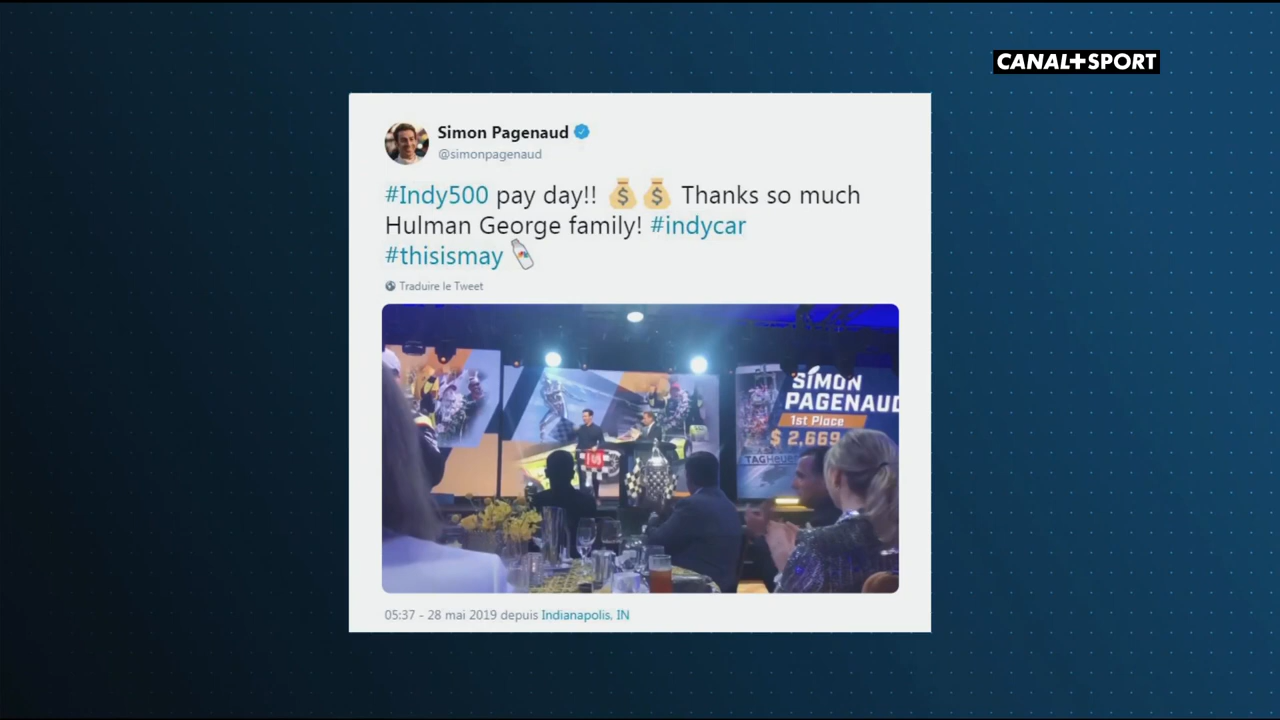 CANAL+SPORT
Simon Pagenaud
@simonpagenaud
#Indy500 pay day!! 💰💰 Thanks so much
Hulman George family! #indycar
#thisismay
Traduire le Tweet
SIMON
PAGENAUD
1st Place
$ 2,669
05:37 - 28 mai 2019 depuis Indianapolis, IN